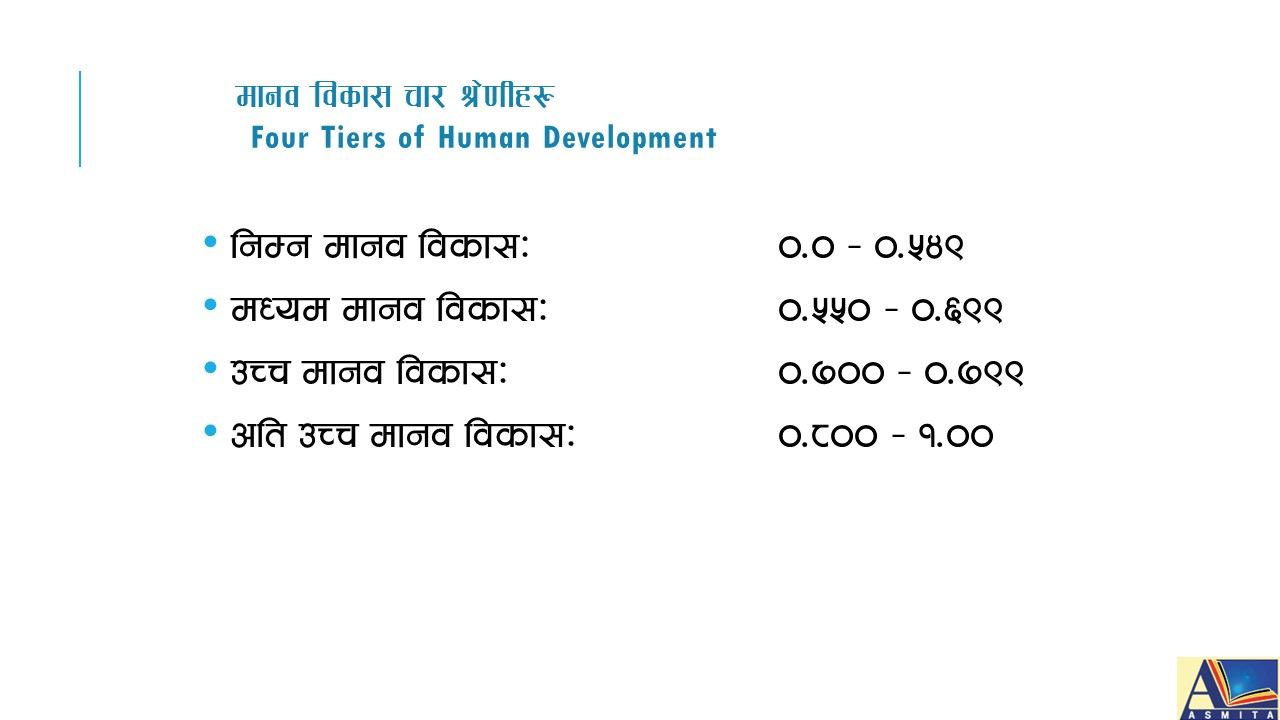 मानव विकास चार श्रेणीहरू
Four Tiers of Human Development
• निम्न मानव विकास: ०.० - ०.५४९
• मध्यम मानव विकास: ०.५५० - ०.६९९
• उच्च मानव विकास: ०.७०० - ०.७९९
• अति उच्च मानव विकास: ०.८०० - १.००
ASMITA